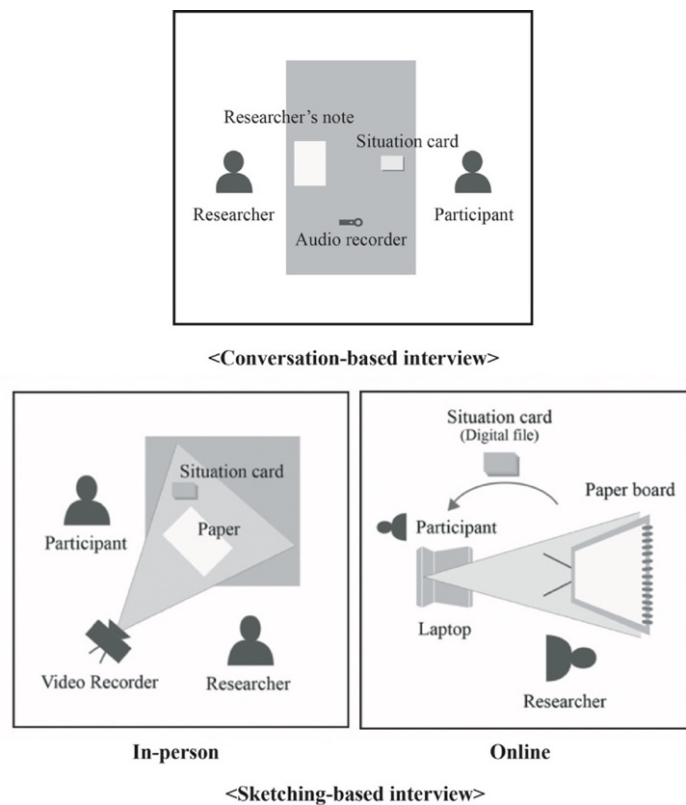 Researcher's note
Situation card
Researcher
Participant
Audio recorder
<Conversation-based interview>
Situation card
Paper
Participant
Video Recorder
Researcher
In-person
Situation card
(Digital file)
Paper board
Participant
Laptop
Researcher
Online
<Sketching-based interview>